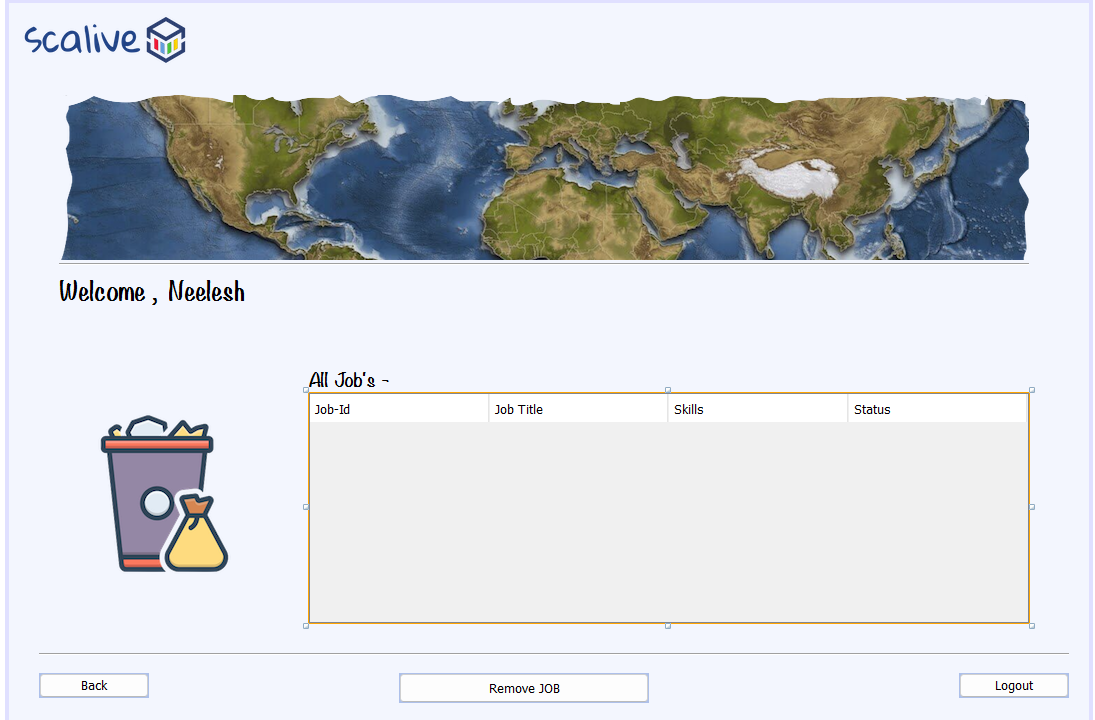 scalive
Welcome , Neelesh
All Job's -
Job-Id Job Title Skills Status
Back Remove JOB Logout